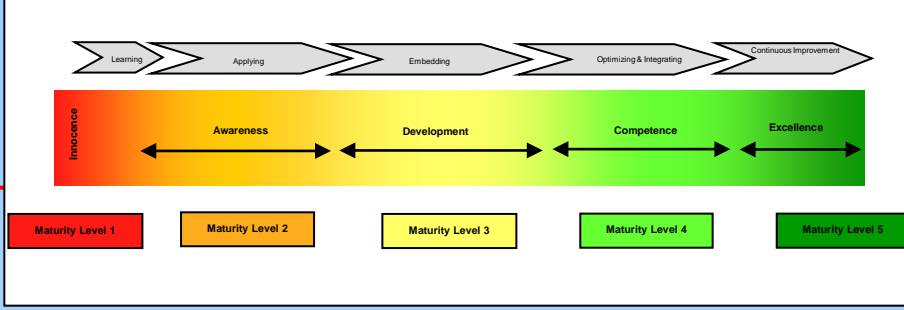 Learning
Applying
Embedding
Optimizing & Integrating
Continuous Improvement
Innocence
Awareness
Development
Competence
Excellence
Maturity Level 1
Maturity Level 2
Maturity Level 3
Maturity Level 4
Maturity Level 5